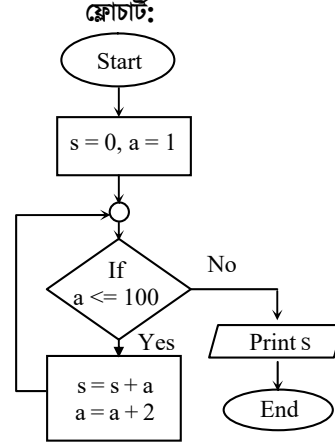 ফ্লোচার্ট:
Start
s = 0, a = 1
If
a <= 100
No
Yes
Print s
s = s + a
a = a + 2
End